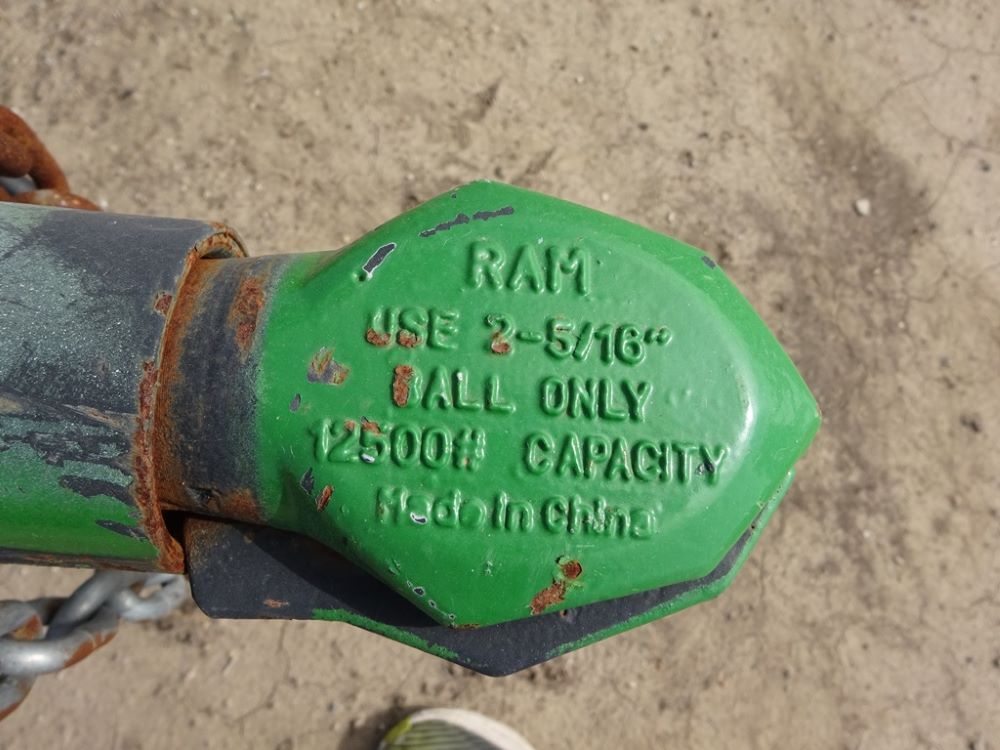 RAM
USE 2-5/16"
BALL ONLY
12500# CAPACITY
Made in China